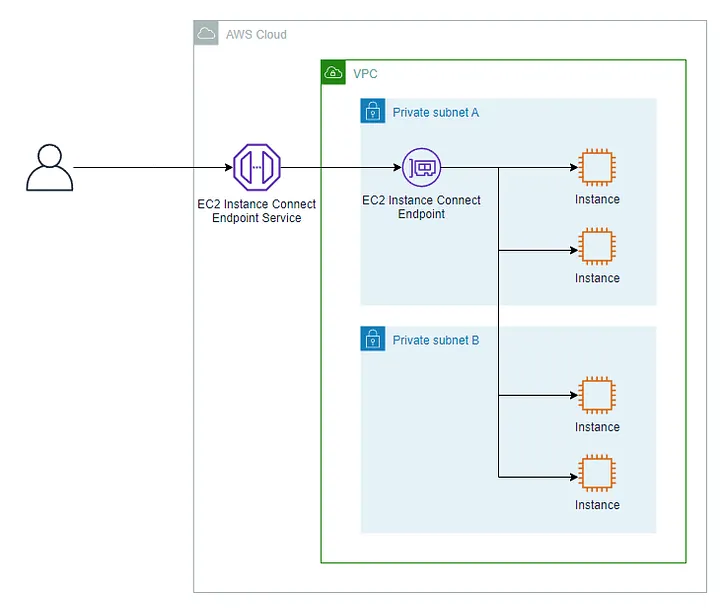 AWS Cloud
VPC
Private subnet A
EC2 Instance Connect
Endpoint Service
EC2 Instance Connect
Endpoint
Instance
Instance
Private subnet B
Instance
Instance